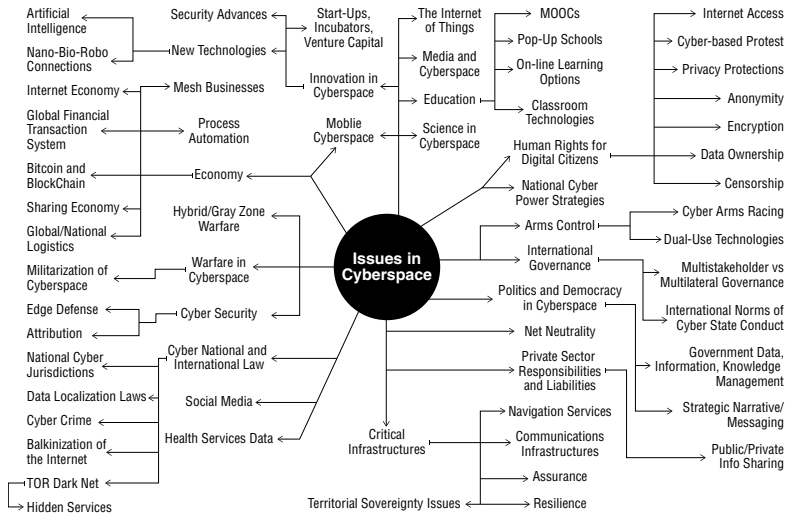 Artificial
Intelligence
Nano-Bio-Robo
Connections
Security Advances
New Technologies
Start-Ups,
Incubators,
Venture Capital
Innovation in
Cyberspace
The Internet
of Things
Media and
Cyberspace
Education
Science in
Cyberspace
MOOCs
Pop-Up Schools
On-line Learning
Options
Classroom
Technologies
Internet Access
Cyber-based Protest
Privacy Protections
Anonymity
Encryption
Data Ownership
Censorship
Human Rights for
Digital Citizens
National Cyber
Power Strategies
Internet Economy
Global Financial
Transaction
System
Bitcoin and
BlockChain
Sharing Economy
Global/National
Logistics
Mesh Businesses
Process
Automation
Economy
Moblie
Cyberspace
Hybrid/Gray Zone
Warfare
Warfare in
Cyberspace
Militarization of
Cyberspace
Edge Defense
Attribution
Cyber Security
Issues in
Cyberspace
Arms Control
Cyber Arms Racing
Dual-Use Technologies
International
Governance
Multistakeholder vs
Multilateral Governance
International Norms of
Cyber State Conduct
Politics and Democracy
in Cyberspace
Government Data,
Information, Knowledge
Management
Strategic Narrative/
Messaging
Net Neutrality
Private Sector
Responsibilities
and Liabilities
Public/Private
Info Sharing
Cyber National and
International Law
National Cyber
Jurisdictions
Data Localization Laws
Cyber Crime
Balkinization of
the Internet
TOR Dark Net
Hidden Services
Social Media
Health Services Data
Critical
Infrastructures
Navigation Services
Communications
Infrastructures
Assurance
Resilience
Territorial Sovereignty Issues